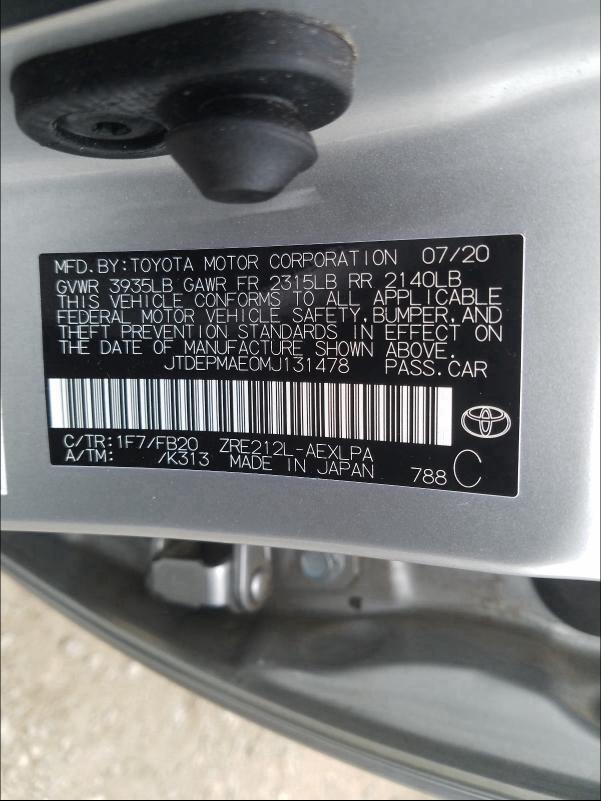 MFD.BY:TOYOTA MOTOR CORPORATION 07/20
GVWR 3935LB GAWR FR 2315LB RR 2140LB
THIS VEHICLE CONFORMS TO ALL APPLICABLE
FEDERAL MOTOR VEHICLE SAFETY,BUMPER,AND
THEFT PREVENTION STANDARDS IN EFFECT ON
THE DATE OF MANUFACTURE SHOWN ABOVE.
JTDEPMAE0MJ131478 PASS.CAR
C/TR:1F7/FB20 ZRE212L-AEXLPA
A/TM: /K313 MADE IN JAPAN 788 C